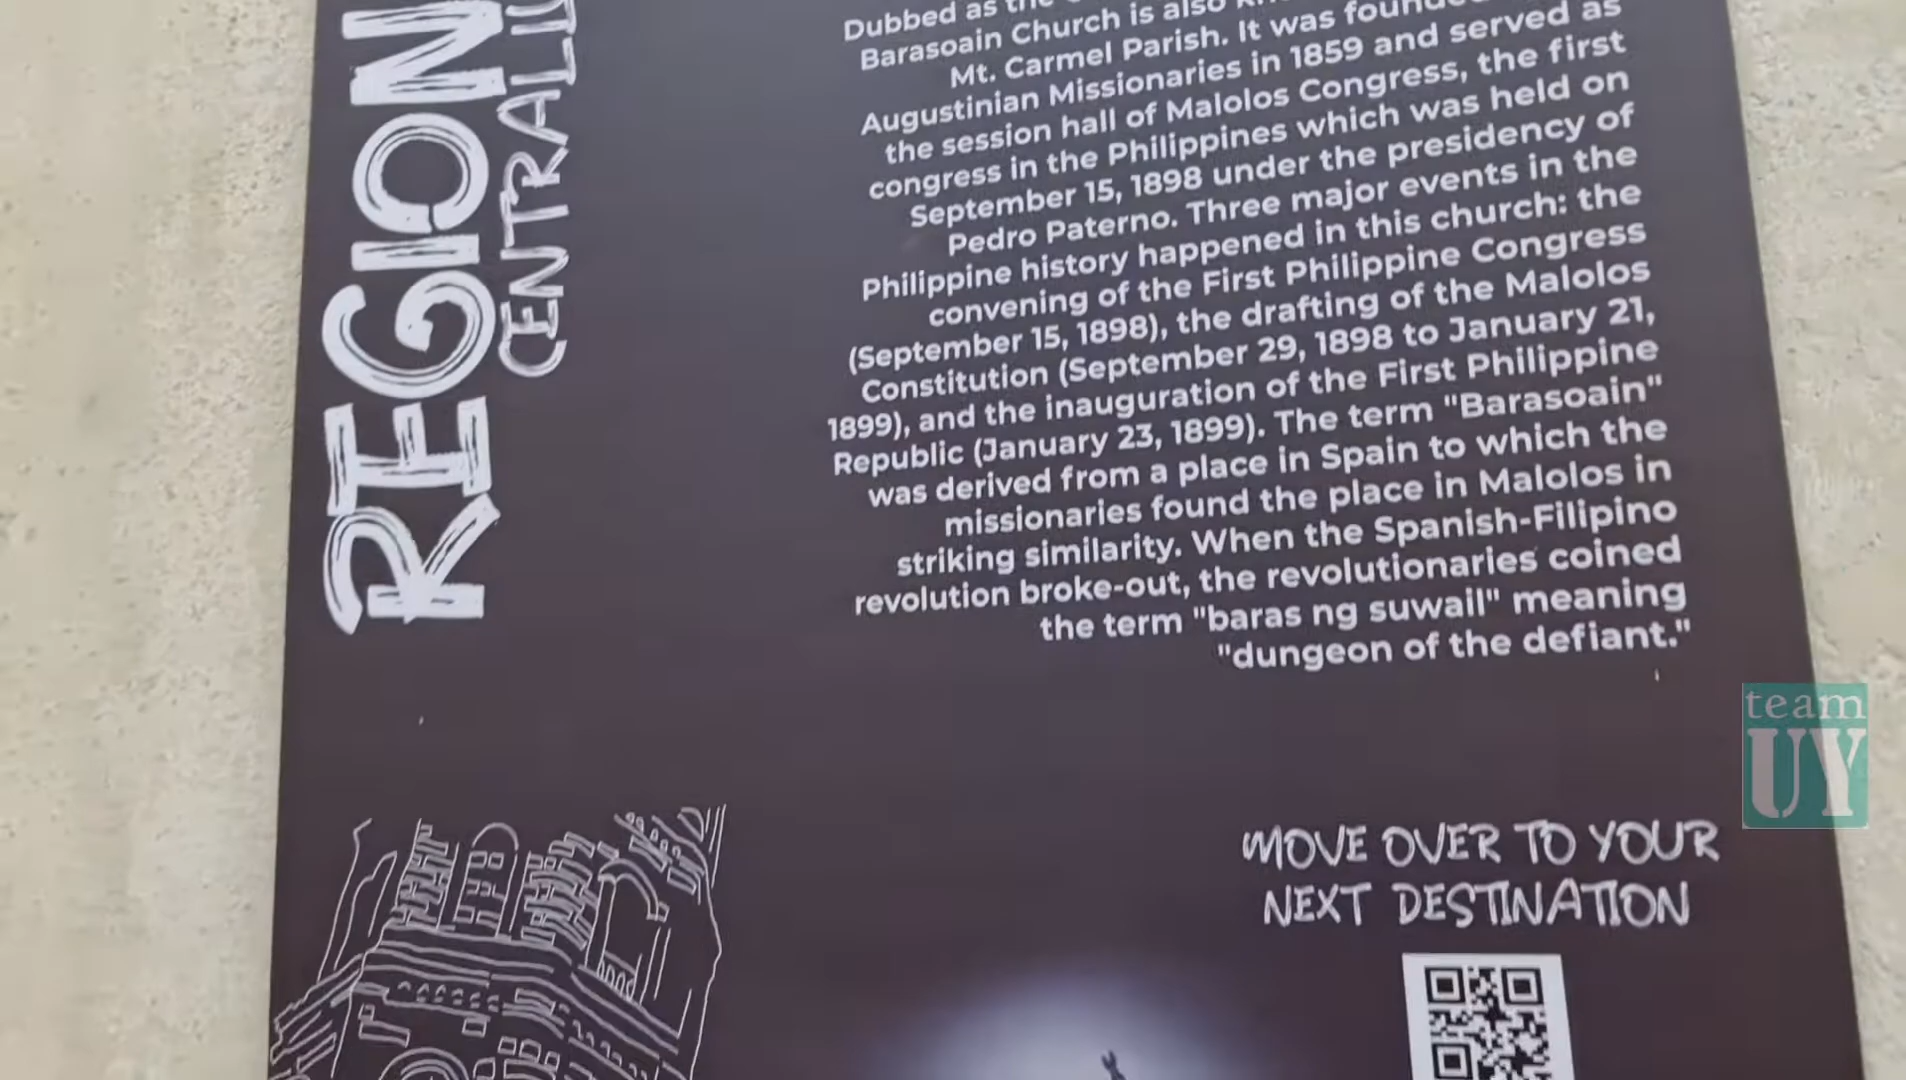 REGION
CENTRAL
Dubbed as the
Barasoain Church is also
Mt. Carmel Parish. It was
Augustinian Missionaries in 1859 and served as
the session hall of Malolos Congress, the first
congress in the Philippines which was held on
September 15, 1898 under the presidency of
Pedro Paterno. Three major events in the
Philippine history happened in this church: the
convening of the First Philippine Congress
(September 15, 1898), the drafting of the Malolos
Constitution (September 29, 1898 to January 21,
1899), and the inauguration of the First Philippine
Republic (January 23, 1899). The term "Barasoain"
was derived from a place in Spain to which the
missionaries found the place in Malolos in
striking similarity. When the Spanish-Filipino
revolution broke-out, the revolutionaries coined
the term "baras ng suwail" meaning
"dungeon of the defiant."
team
UY
MOVE OVER TO YOUR
NEXT DESTINATION